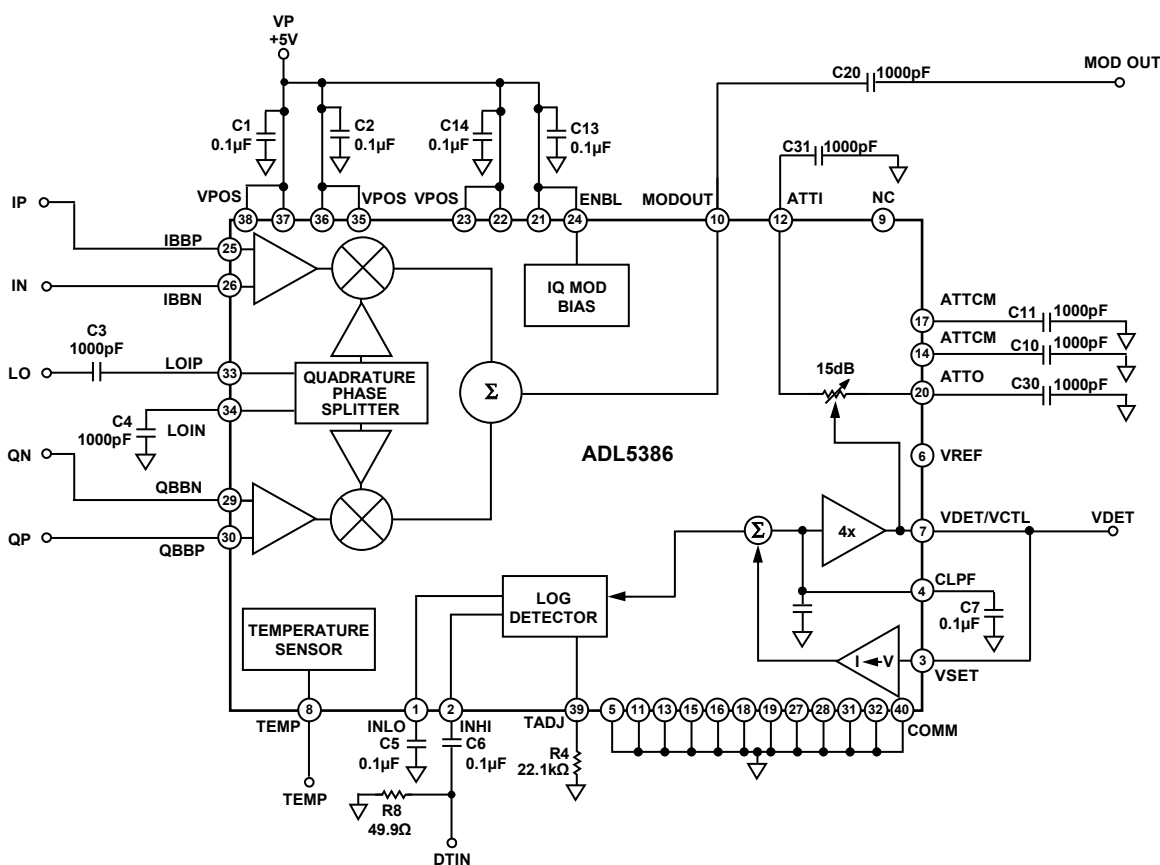 VP
+5V
C20
1000pF
MOD OUT
C1
0.1µF
C2
0.1µF
C14
0.1µF
C13
0.1µF
C31
1000pF
IP
VPOS
VPOS
VPOS
ENBL
MODOUT
ATTI
NC
38
37
36
35
23
22
21
24
10
12
9
IBBP
25
IN
26
IBBN
IQ MOD
BIAS
ATTCM
17
C11
1000pF
C3
1000pF
ATTCM
14
C10
1000pF
LO
LOIP
33
QUADRATURE
PHASE
SPLITTER
Σ
15dB
ATTO
20
C30
1000pF
C4
1000pF
34
LOIN
ADL5386
6
VREF
QN
QBBN
29
QP
30
QBBP
Σ
4x
VDET/VCTL
7
VDET
LOG
DETECTOR
CLPF
4
C7
0.1µF
TEMPERATURE
SENSOR
I
V
3
VSET
TEMP
8
INLO
1
2
INHI
TADJ
39
5
11
13
15
16
18
19
27
28
31
32
40
COMM
C5
0.1µF
C6
0.1µF
R4
22.1kΩ
TEMP
R8
49.9Ω
DTIN